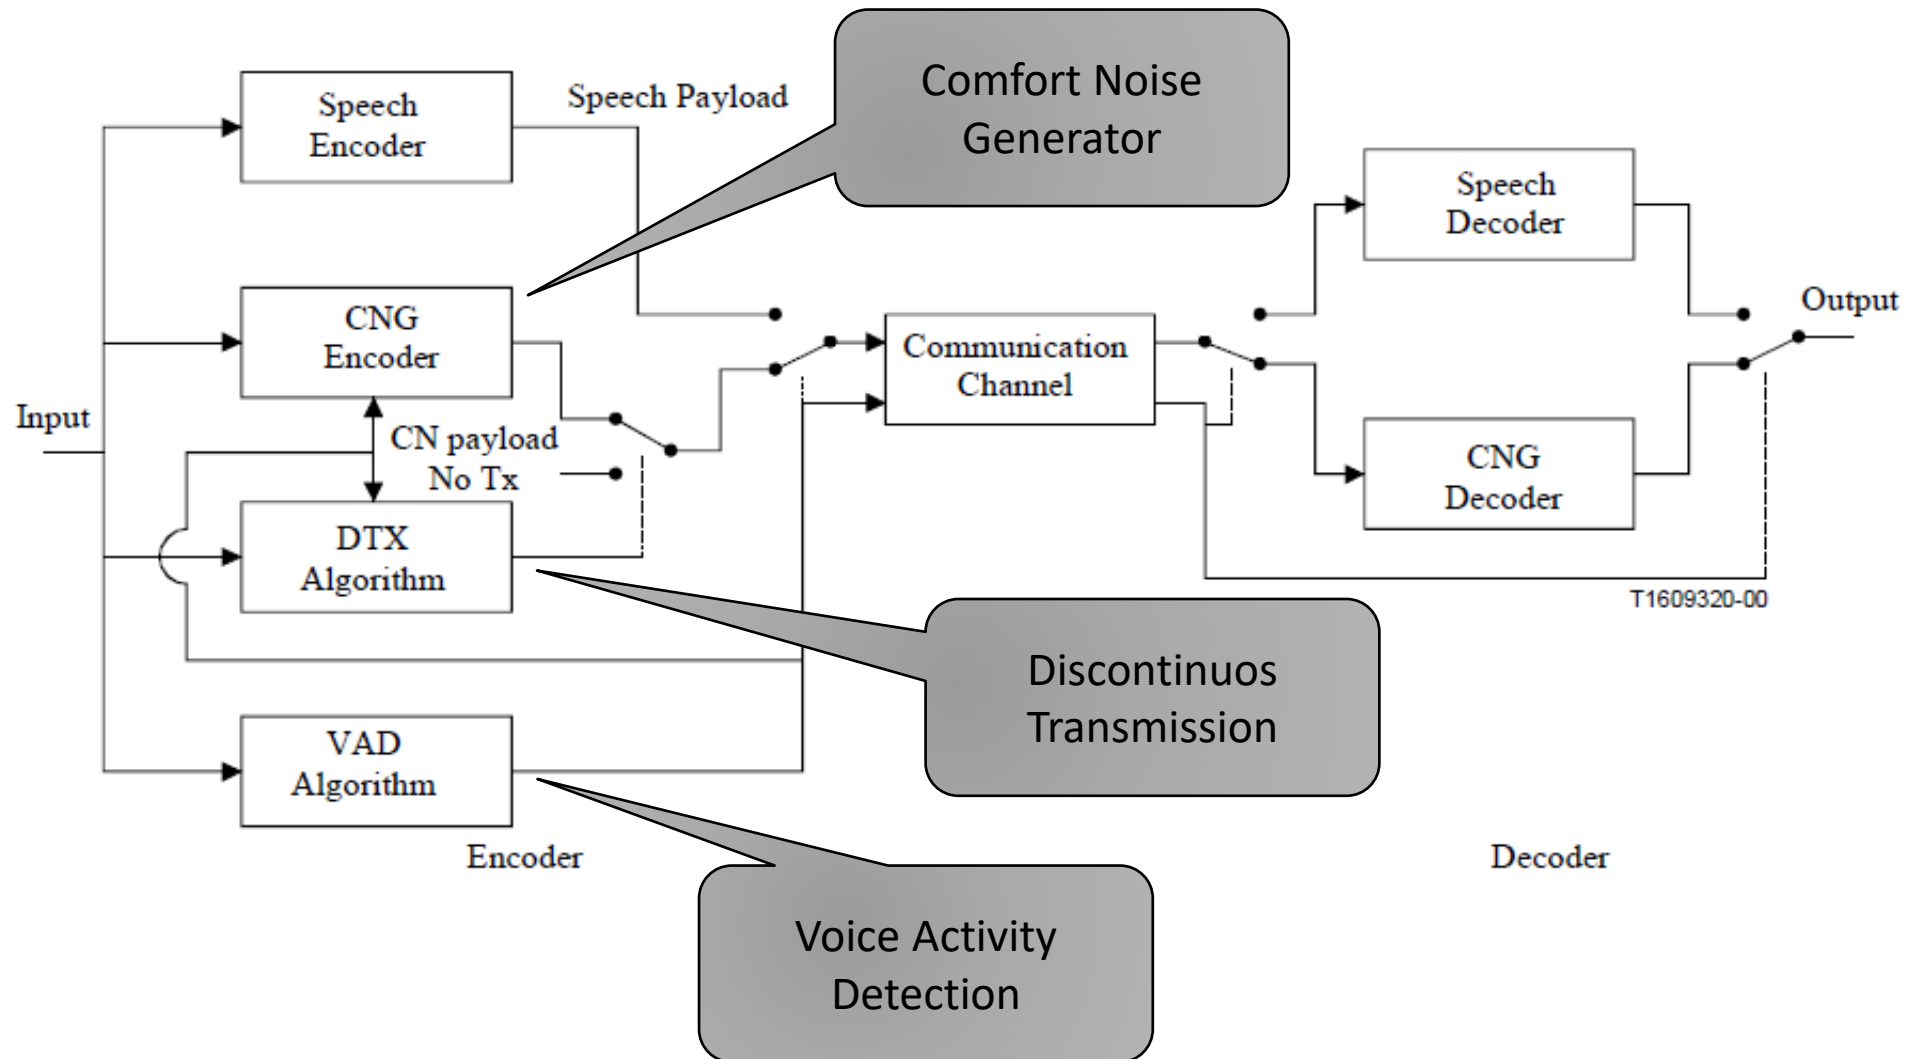 Comfort Noise
Generator
Speech
Encoder
Speech Payload
Speech
Decoder
CNG
Encoder
Communication
Channel
Output
Input
CN payload
No Tx
CNG
Decoder
DTX
Algorithm
T1609320-00
Discontinuos
Transmission
VAD
Algorithm
Encoder
Decoder
Voice Activity
Detection